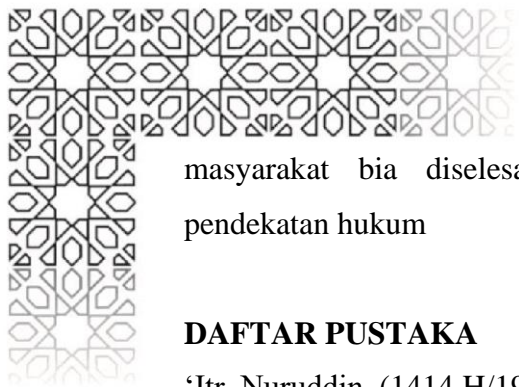 masyarakat bia diselesa
pendekatan hukum
DAFTAR PUSTAKA
‘Itr Nuruddin (1414 H/19